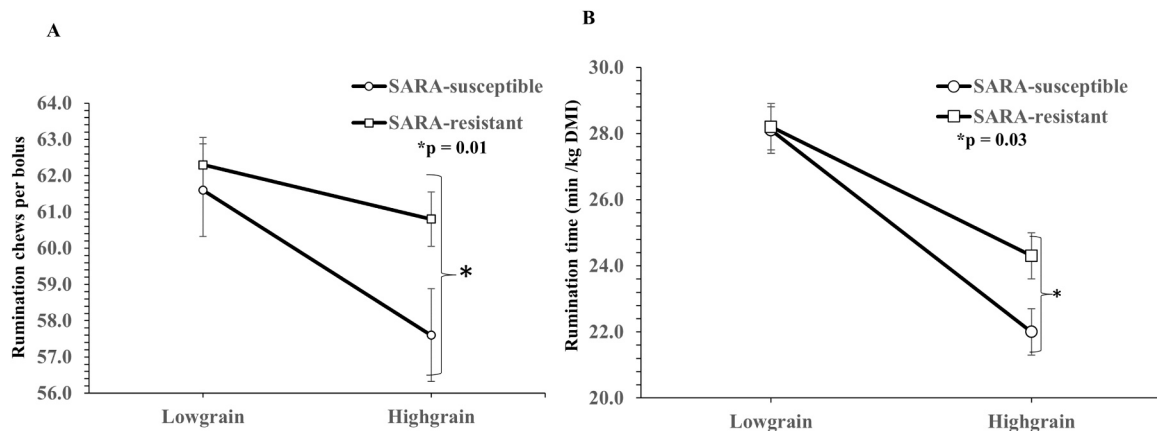 A
SARA-susceptible
SARA-resistant
*p = 0.01
Rumination chews per bolus
64.0
63.0
62.0
61.0
60.0
59.0
58.0
57.0
56.0
*
Lowgrain
Highgrain
B
SARA-susceptible
SARA-resistant
*p = 0.03
Rumination time (min /kg DMI)
30.0
28.0
26.0
24.0
22.0
20.0
*
Lowgrain
Highgrain